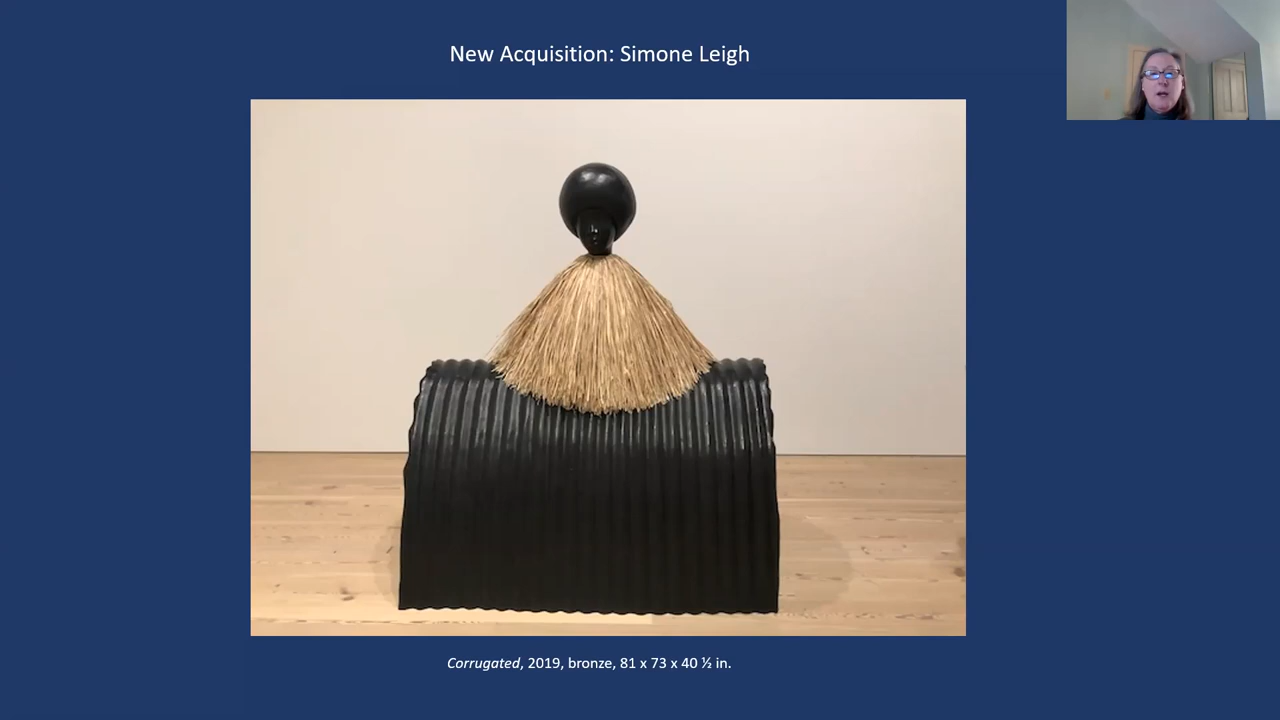 New Acquisition: Simone Leigh
Corrugated, 2019, bronze, 81 x 73 x 40 ½ in.